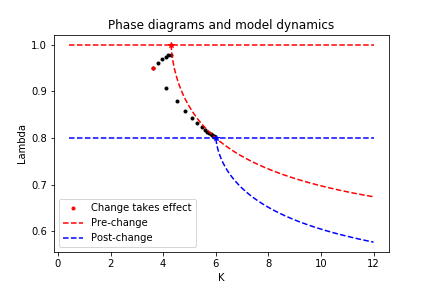 Phase diagrams and model dynamics
1.0
0.9
0.8
0.7
0.6
Lambda
Change takes effect
Pre-change
Post-change
0 2 4 6 8 10 12
K